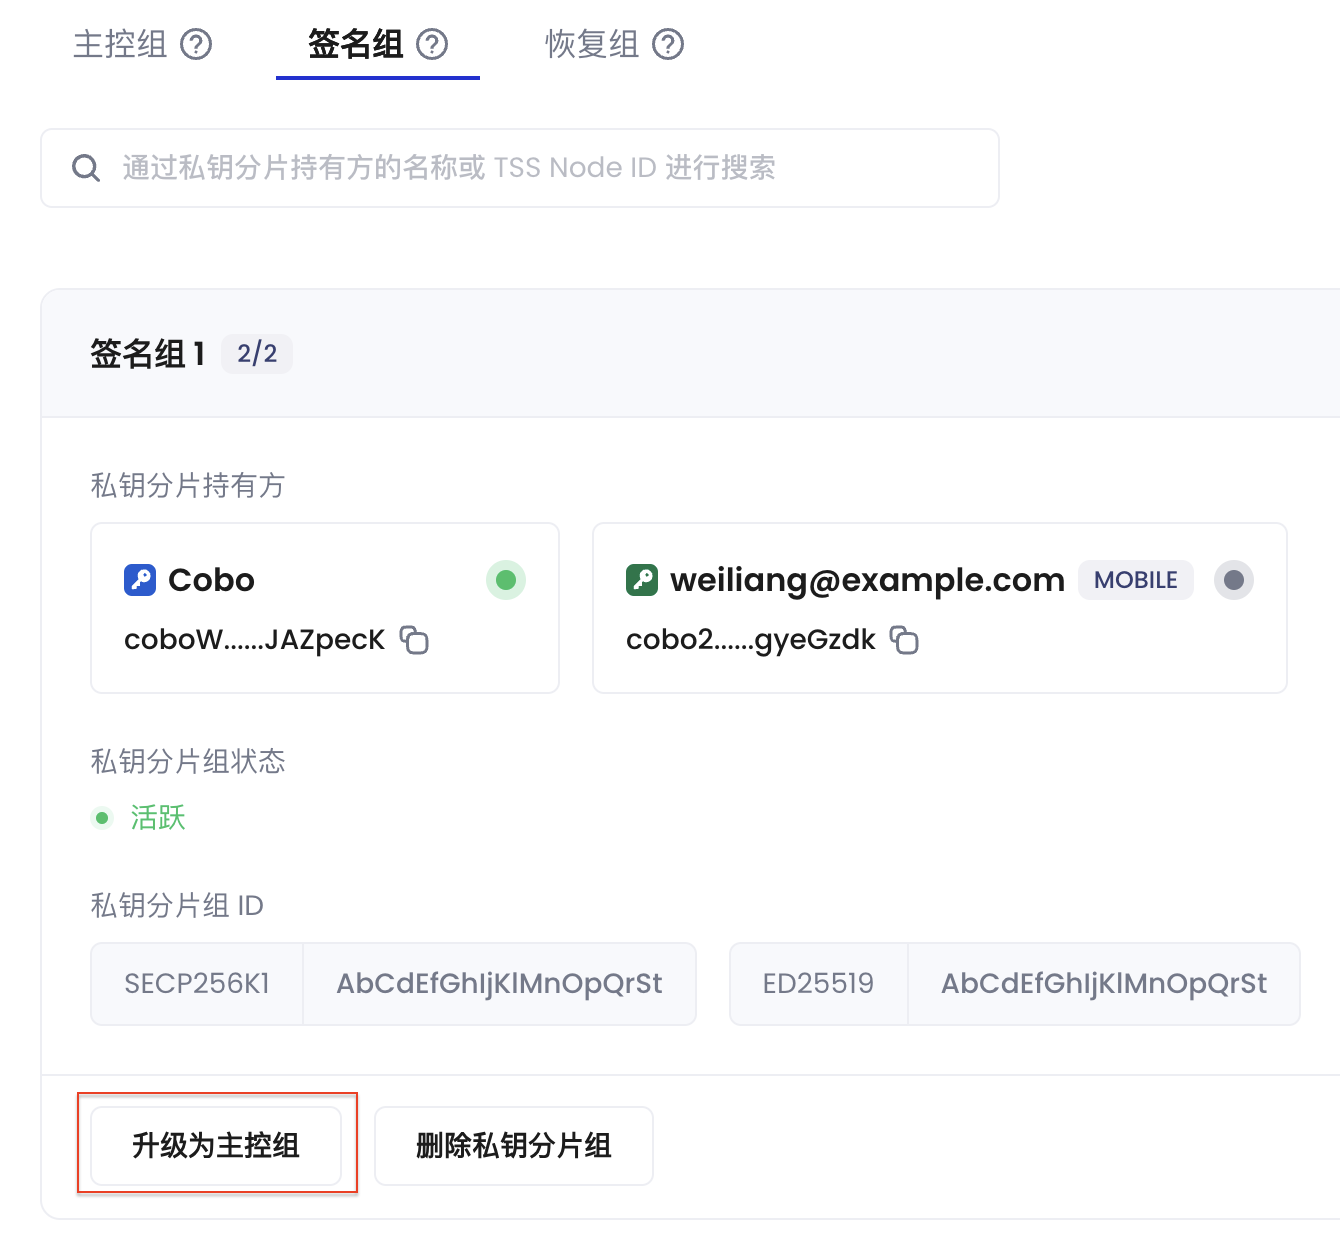 主控组 签名组 恢复组
通过私钥分片持有方的名称或 TSS Node ID 进行搜索
签名组 1 2/2
私钥分片持有方
Cobo
coboW......JAZpecK
weiliang@example.com MOBILE
cobo2......gyeGzdk
私钥分片组状态
活跃
私钥分片组 ID
SECP256K1 AbCdEfGhIjKlMnOpQrSt ED25519 AbCdEfGhIjKlMnOpQrSt
升级为主控组 删除私钥分片组